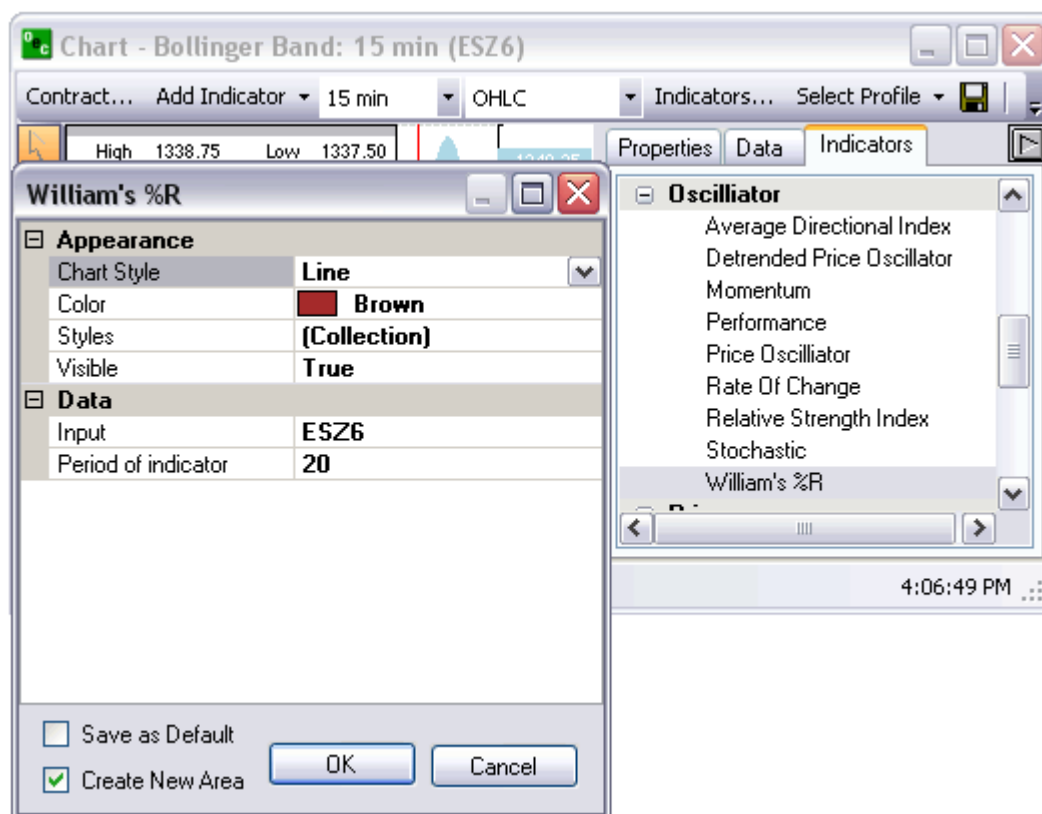 Oec Chart - Bollinger Band: 15 min (ESZ6)
Contract... Add Indicator 15 min OHLC Indicators... Select Profile
High 1338.75 Low 1337.50
Properties Data Indicators
William's %R
Appearance
Chart Style Line
Color Brown
Styles (Collection)
Visible True
Data
Input ESZ6
Period of indicator 20
Save as Default
Create New Area
OK Cancel
Oscilliator
Average Directional Index
Detrended Price Oscillator
Momentum
Performance
Price Oscilliator
Rate Of Change
Relative Strength Index
Stochastic
William's %R
4:06:49 PM